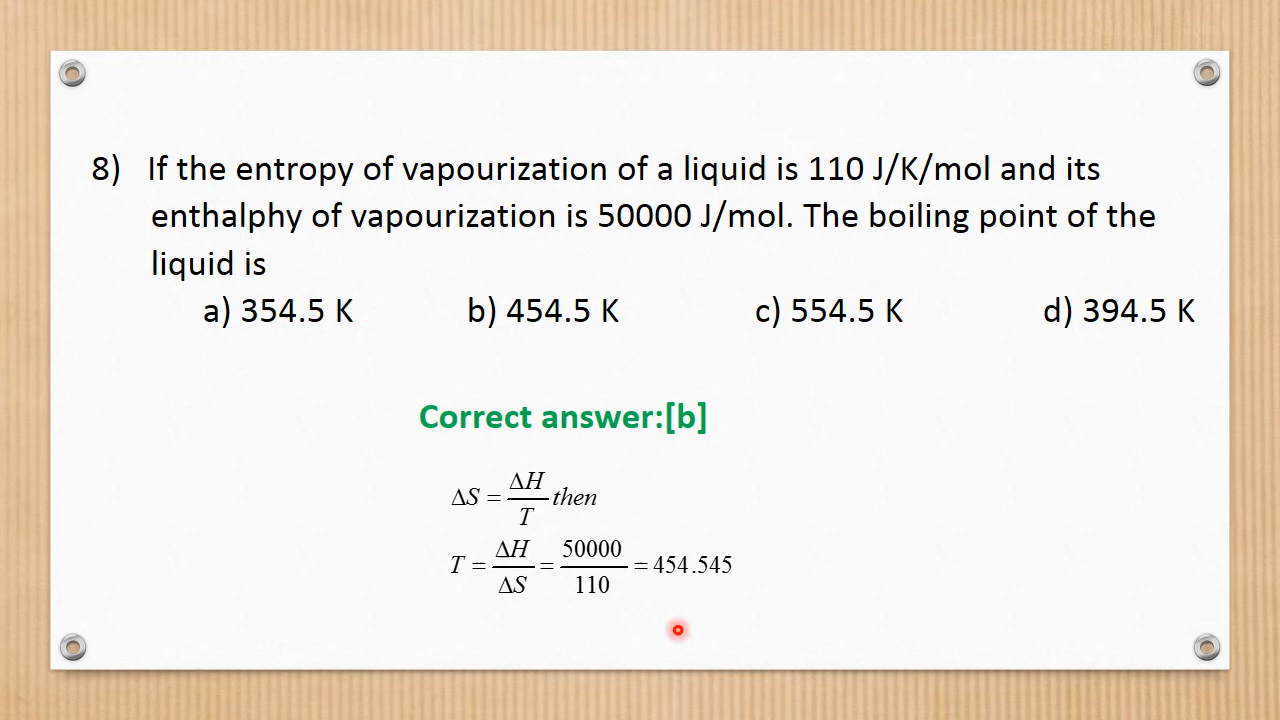 8) If the entropy of vapourization of a liquid is 110 J/K/mol and its
enthalphy of vapourization is 50000 J/mol. The boiling point of the
liquid is
a) 354.5 K b) 454.5 K c) 554.5 K d) 394.5 K
Correct answer:[b]
ΔS = ΔH/T then
T = ΔH/ΔS = 50000/110 = 454.545